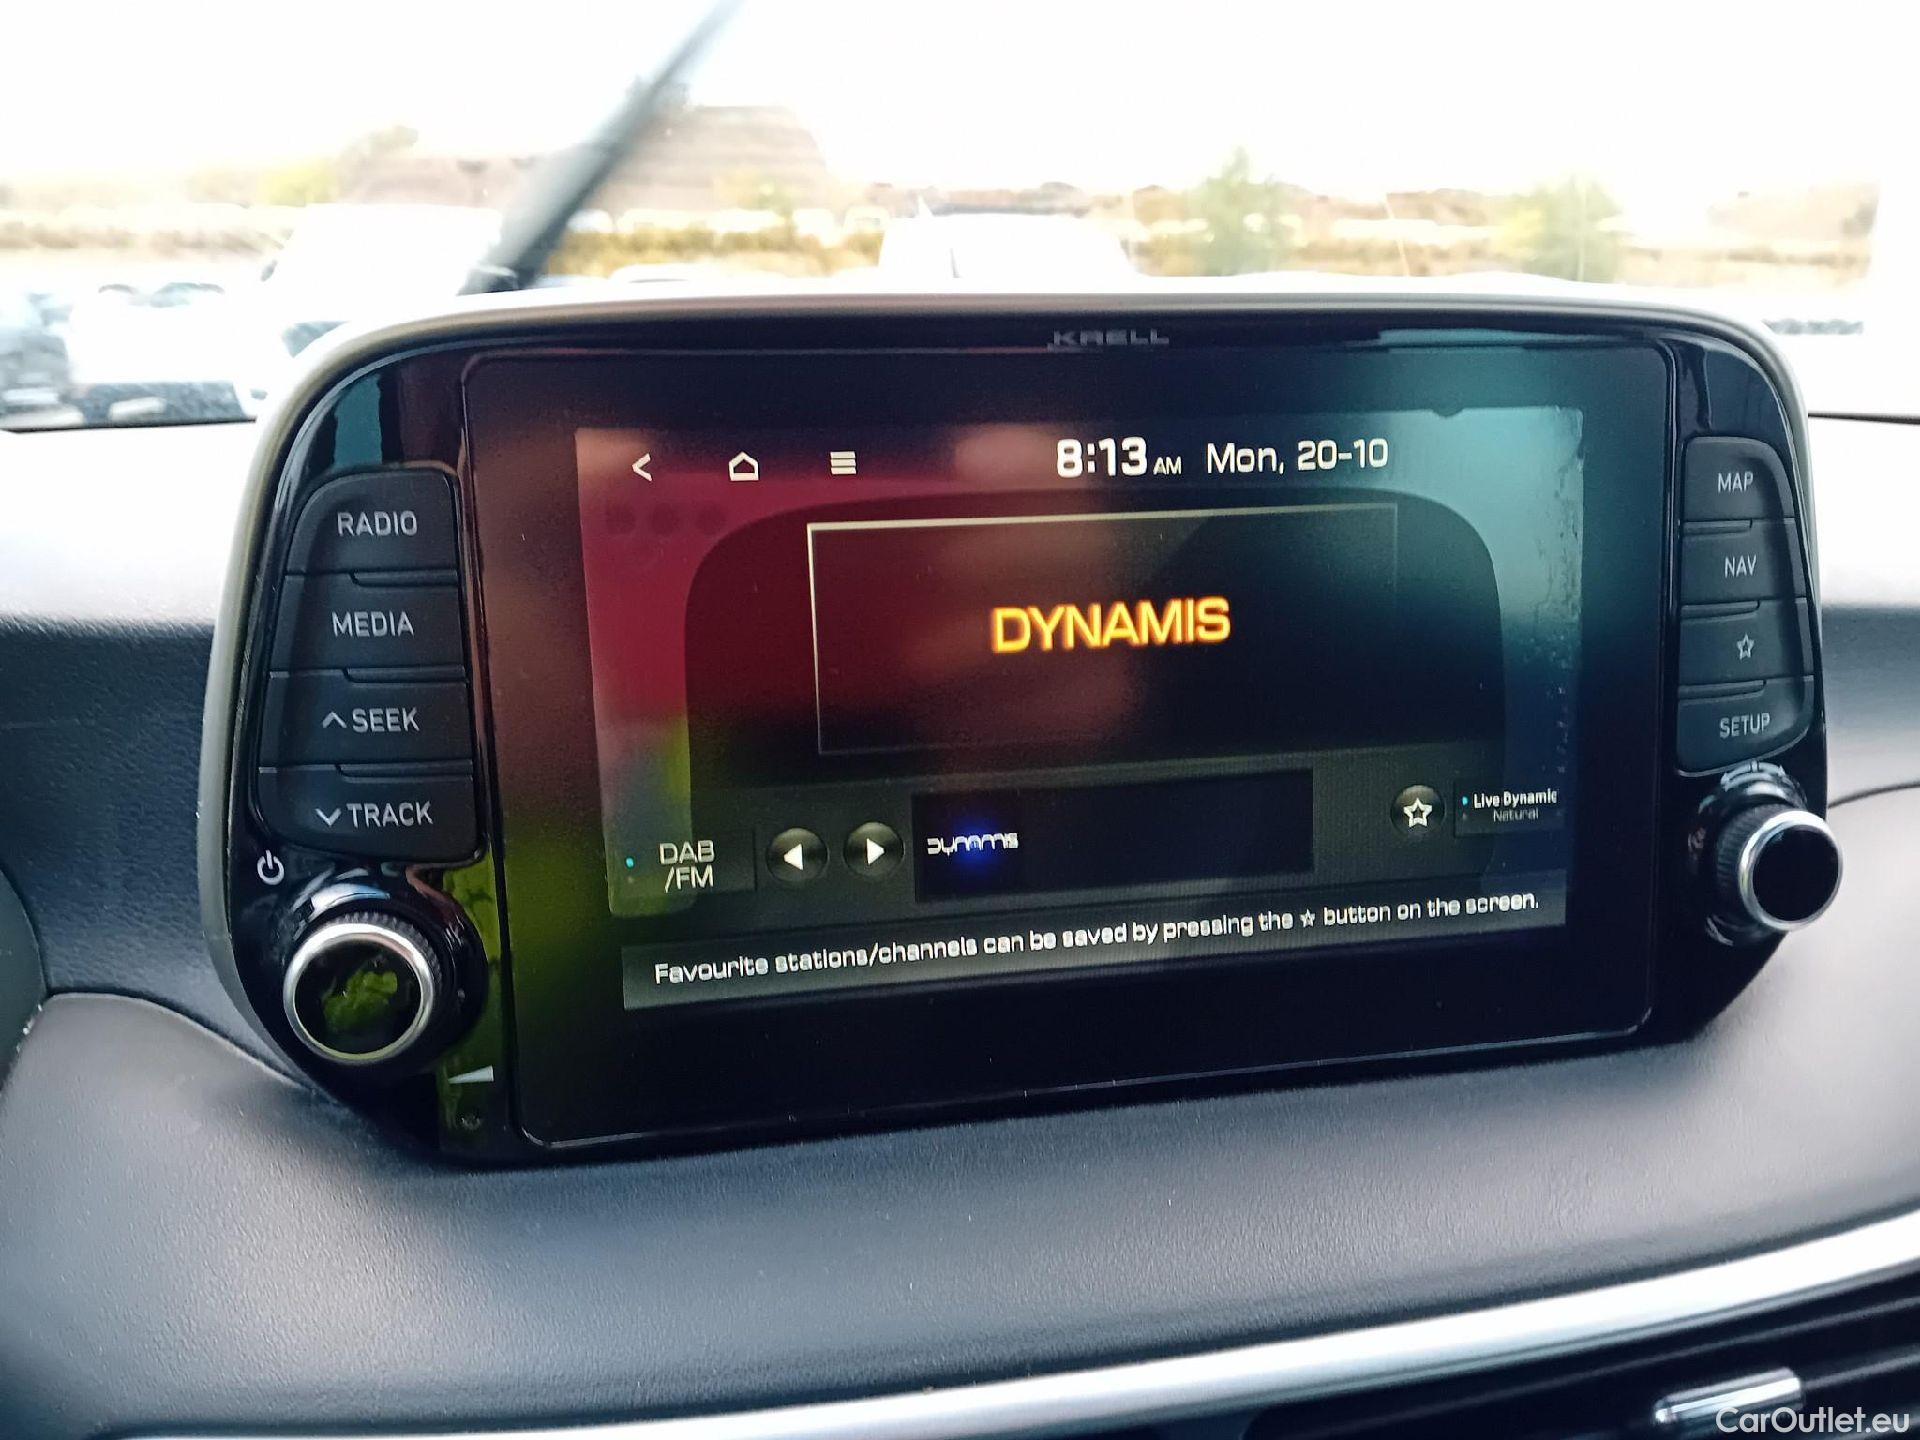 KRELL
8:13 AM Mon, 20-10
RADIO
MEDIA
SEEK
TRACK
MAP
NAV
SETUP
DYNAMIS
DAB
/FM
Dynamis
Live Dynamic
Natural
Favourite stations/channels can be saved by pressing the ☆ button on the screen.
CarOutlet.eu